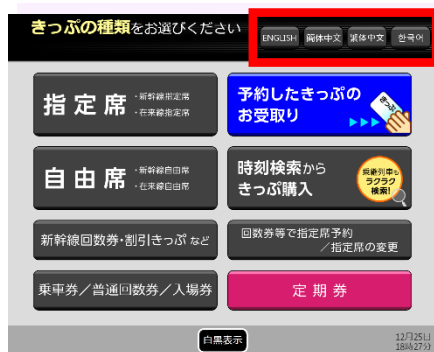 きっぷの種類をお選びください
ENGLISH 简体中文 繁体中文 한국어
指定席
・新幹線指定席
・在来線指定席
予約したきっぷの
お受取り
きっぷ
自由席
・新幹線自由席
・在来線自由席
時刻検索から
きっぷ購入
乗継列車も
ラクラク
検索!
新幹線回数券・割引きっぷ など
回数券等で指定席予約
／指定席の変更
乗車券／普通回数券／入場券
定期券
白黒表示
12月25日
18時27分